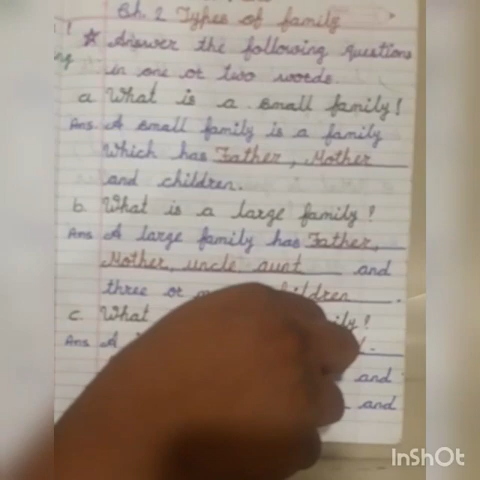 Ch. 2 Types of family
☆ Answer the following questions
in one or two words.
a. What is a small family!
Ans A small family is a family
which has Father, Mother
and children.
b. What is a large family!
Ans A large family has Father,
Mother, uncle aunt and
three or children.
c. What family!
Ans A
and
and
InShOt